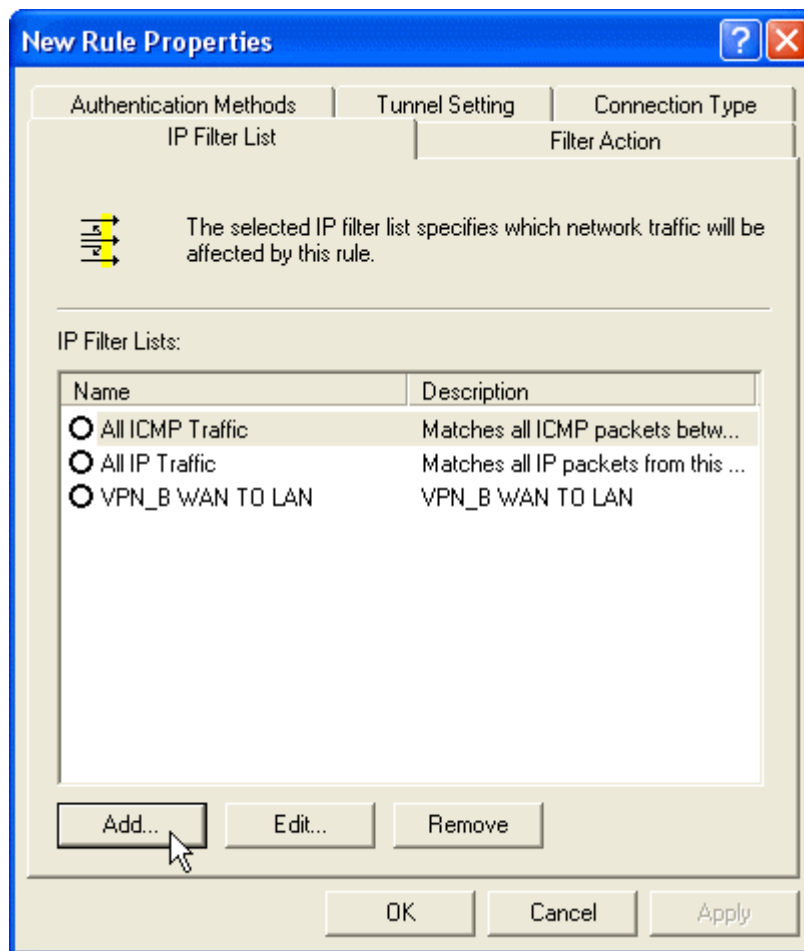 New Rule Properties
Authentication Methods Tunnel Setting Connection Type
IP Filter List Filter Action
The selected IP filter list specifies which network traffic will be
affected by this rule.
IP Filter Lists:
Name Description
All ICMP Traffic Matches all ICMP packets betw...
All IP Traffic Matches all IP packets from this ...
VPN_B WAN TO LAN VPN_B WAN TO LAN
Add... Edit... Remove
OK Cancel Apply